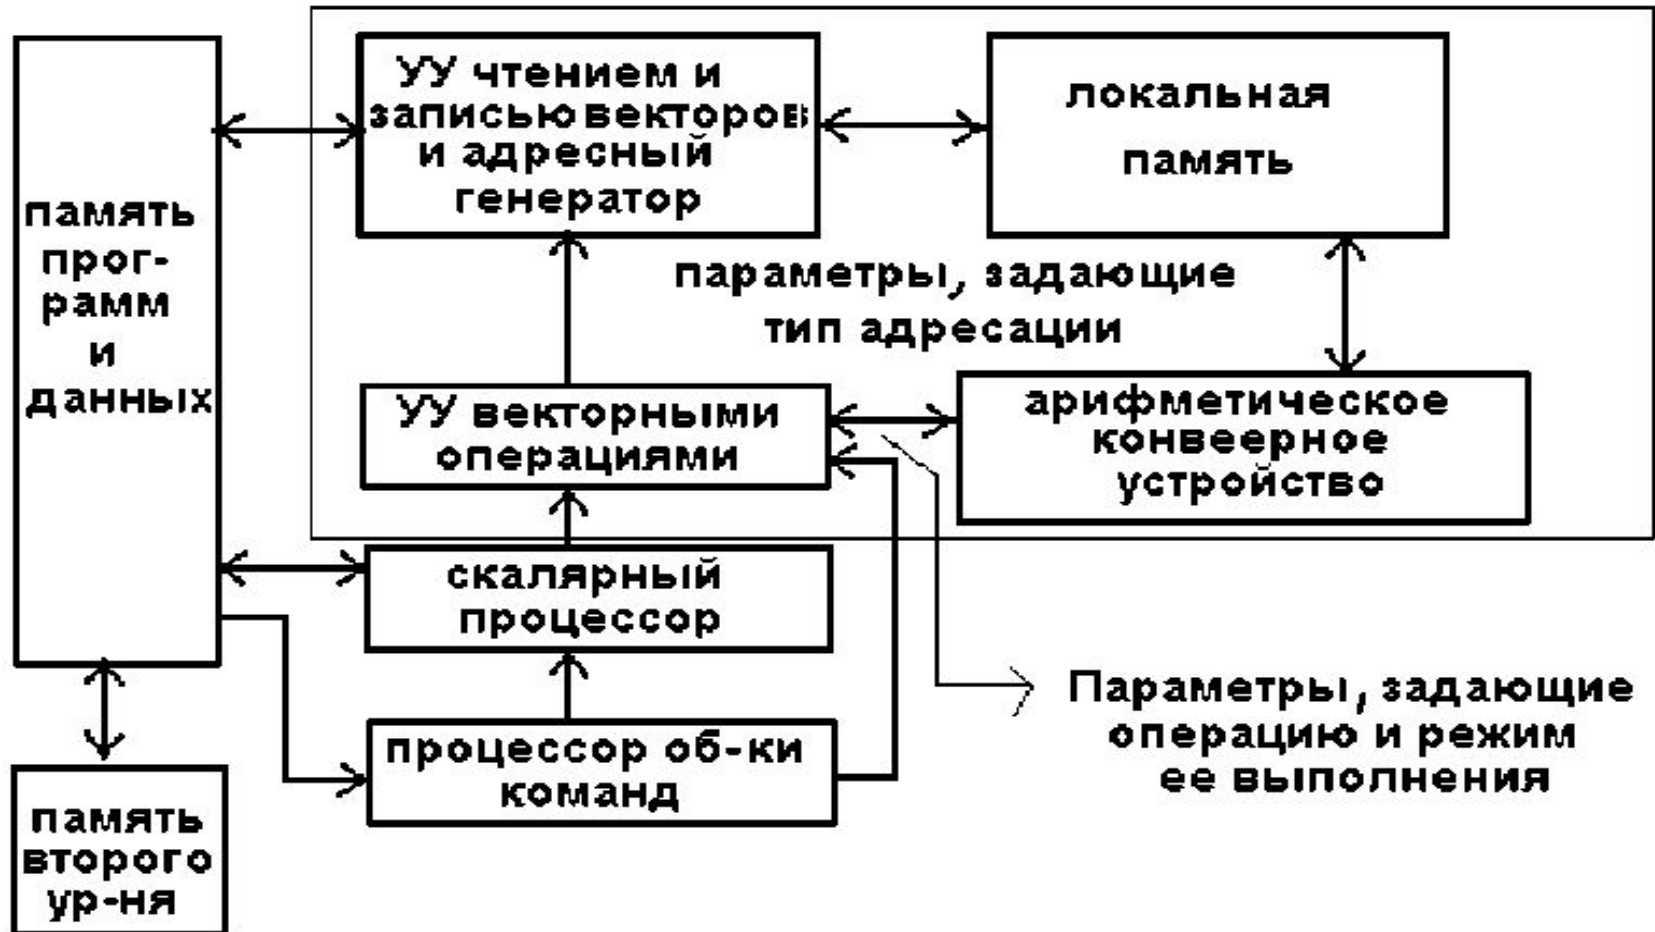 память
прог-
рамм
и
данных
память
второго
ур-ня
УУ чтением и
записью векторов
и адресный
генератор
локальная
память
параметры, задающие
тип адресации
УУ векторными
операциями
арифметическое
конвеерное
устройство
скалярный
процессор
процессор об-ки
команд
Параметры, задающие
операцию и режим
ее выполнения